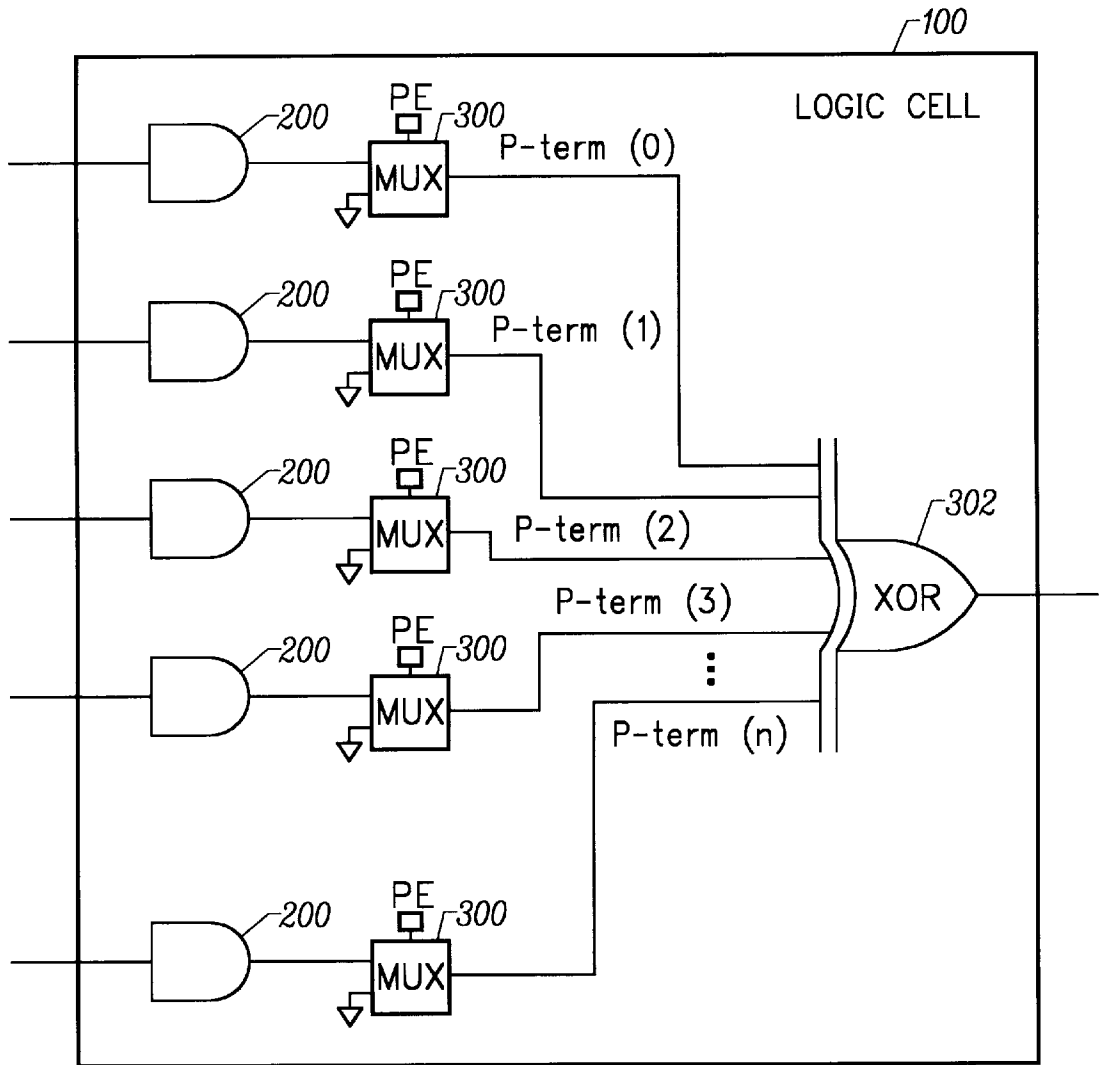 100
LOGIC CELL
200
PE
300
MUX
P-term (0)
200
PE
300
MUX
P-term (1)
200
PE
300
MUX
P-term (2)
302
XOR
200
PE
300
MUX
P-term (3)
...
P-term (n)
200
PE
300
MUX